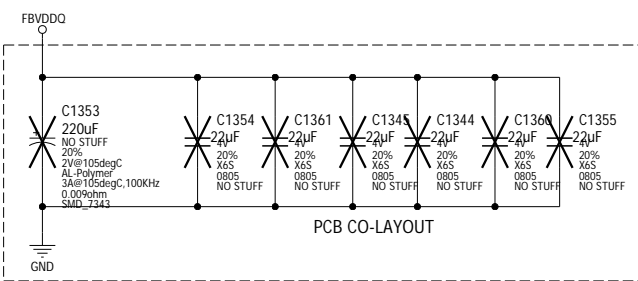 FBVDDQ
C1353
220uF
NO STUFF
20%
2V@105degC
AL-Polymer
3A@105degC,100KHz
0.009ohm
SMD_7343
C1354
22uF
4V
20%
X6S
0805
NO STUFF
C1361
22uF
4V
20%
X6S
0805
NO STUFF
C1345
22uF
4V
20%
X6S
0805
NO STUFF
C1344
22uF
4V
20%
X6S
0805
NO STUFF
C1360
22uF
4V
20%
X6S
0805
NO STUFF
C1355
22uF
4V
20%
X6S
0805
NO STUFF
PCB CO-LAYOUT
GND